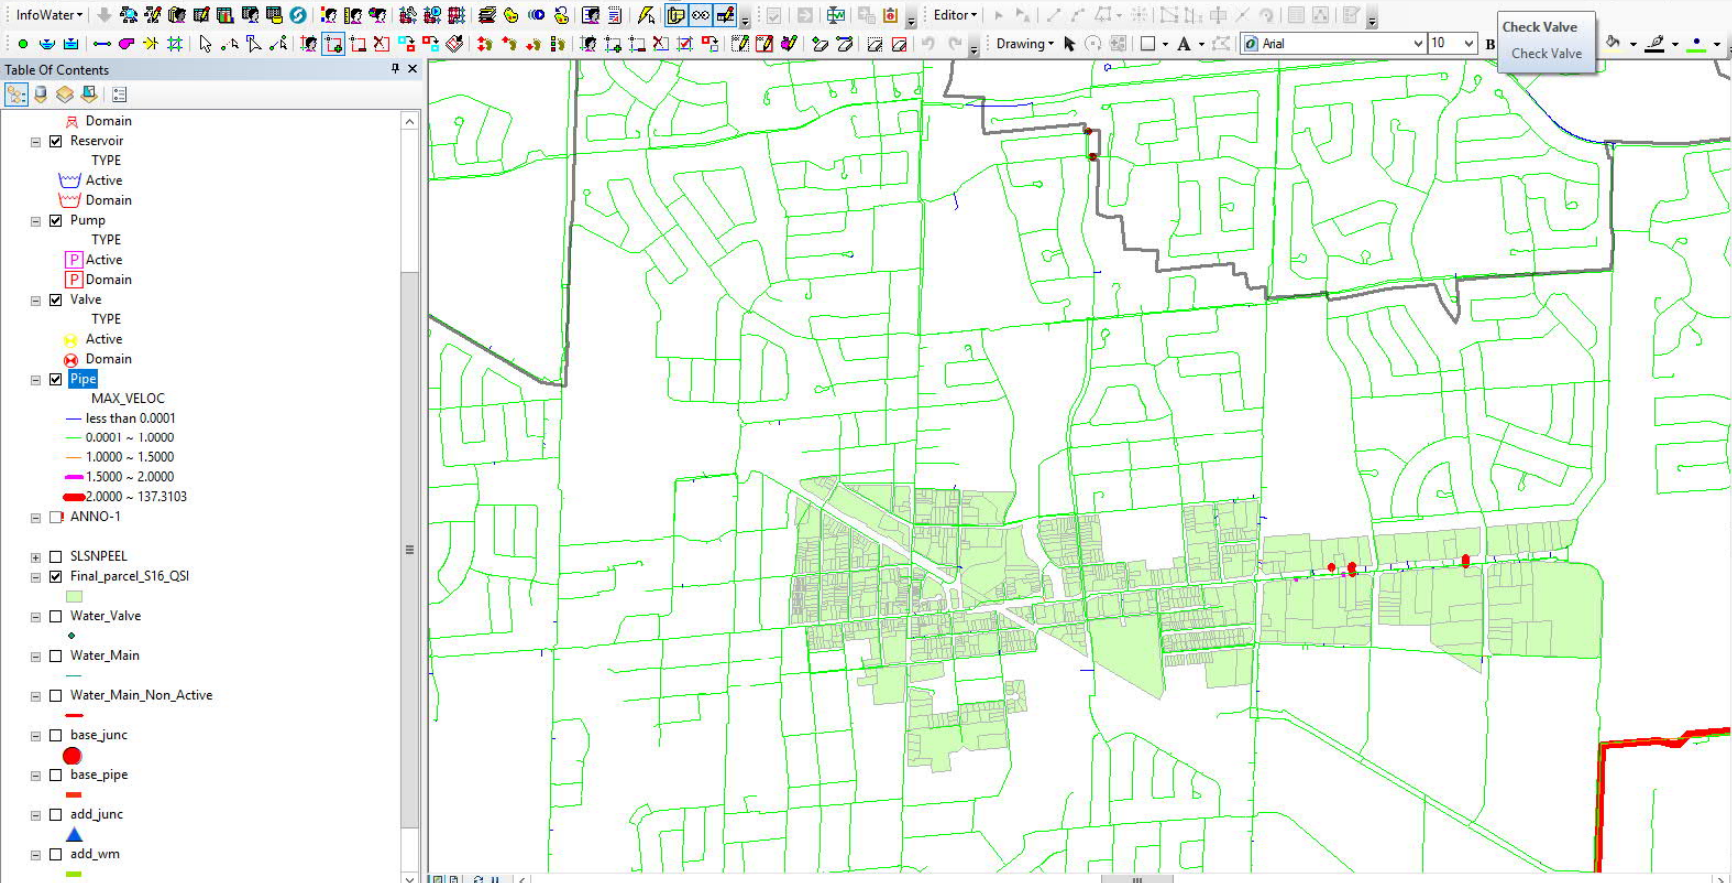 InfoWater
Editor
Check Valve
Check Valve
Drawing
A
Arial
10
B
Table Of Contents
Domain
Reservoir
TYPE
Active
Domain
Pump
TYPE
P Active
P Domain
Valve
TYPE
Active
Domain
Pipe
MAX_VELOC
less than 0.0001
0.0001 ~ 1.0000
1.0000 ~ 1.5000
1.5000 ~ 2.0000
2.0000 ~ 137.3103
ANNO-1
SLSNPEEL
Final_parcel_S16_QSI
Water_Valve
Water_Main
Water_Main_Non_Active
base_junc
base_pipe
add_junc
add_wm